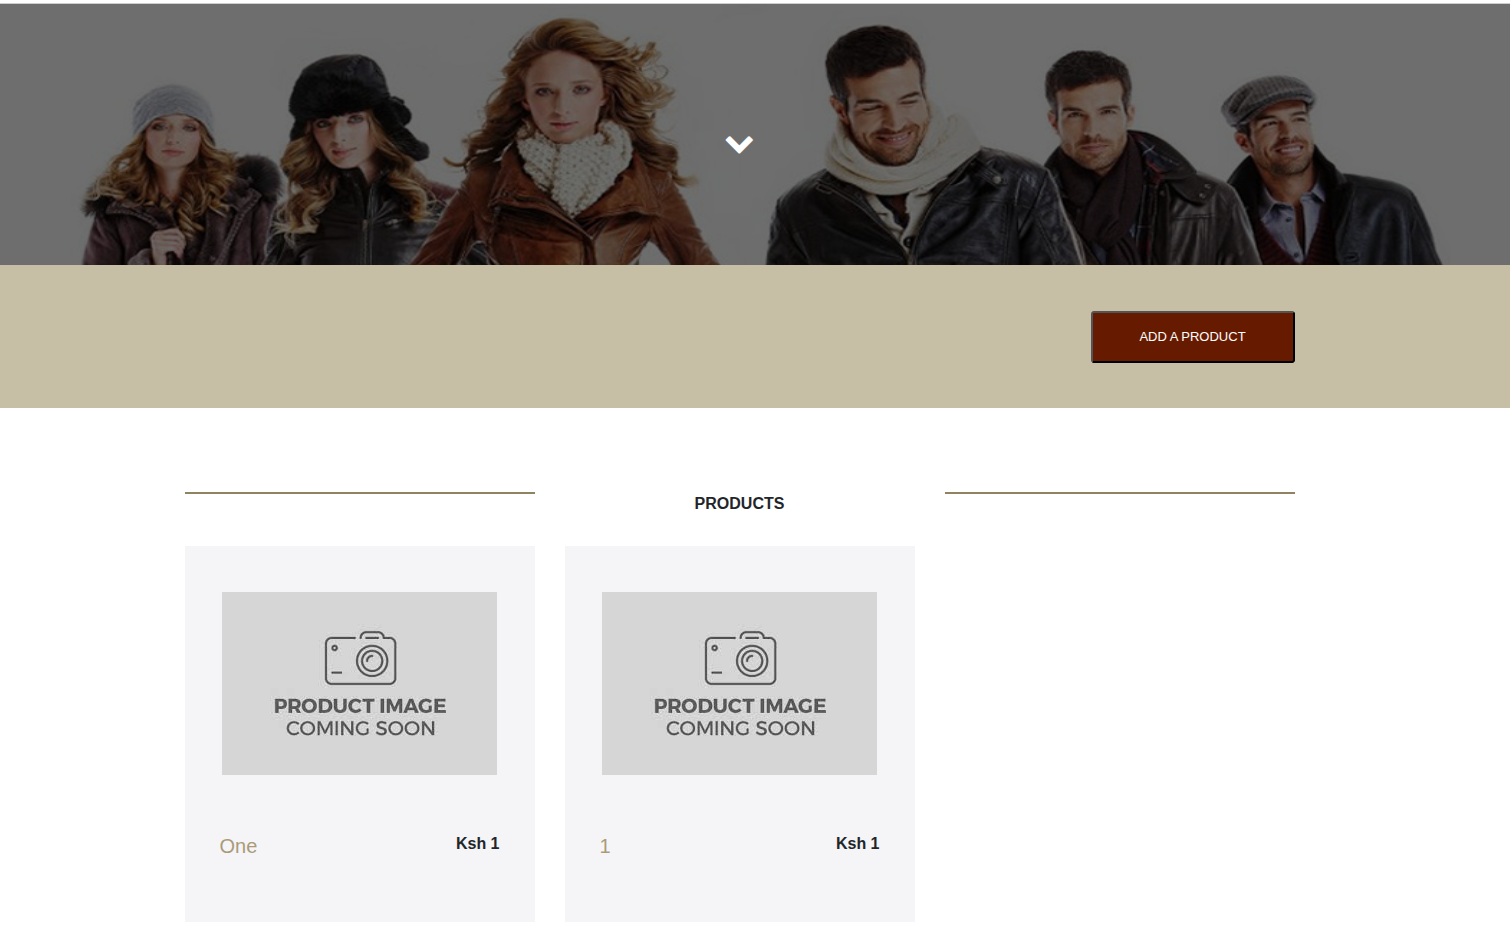 ADD A PRODUCT
PRODUCTS
PRODUCT IMAGE
COMING SOON
PRODUCT IMAGE
COMING SOON
One
Ksh 1
1
Ksh 1